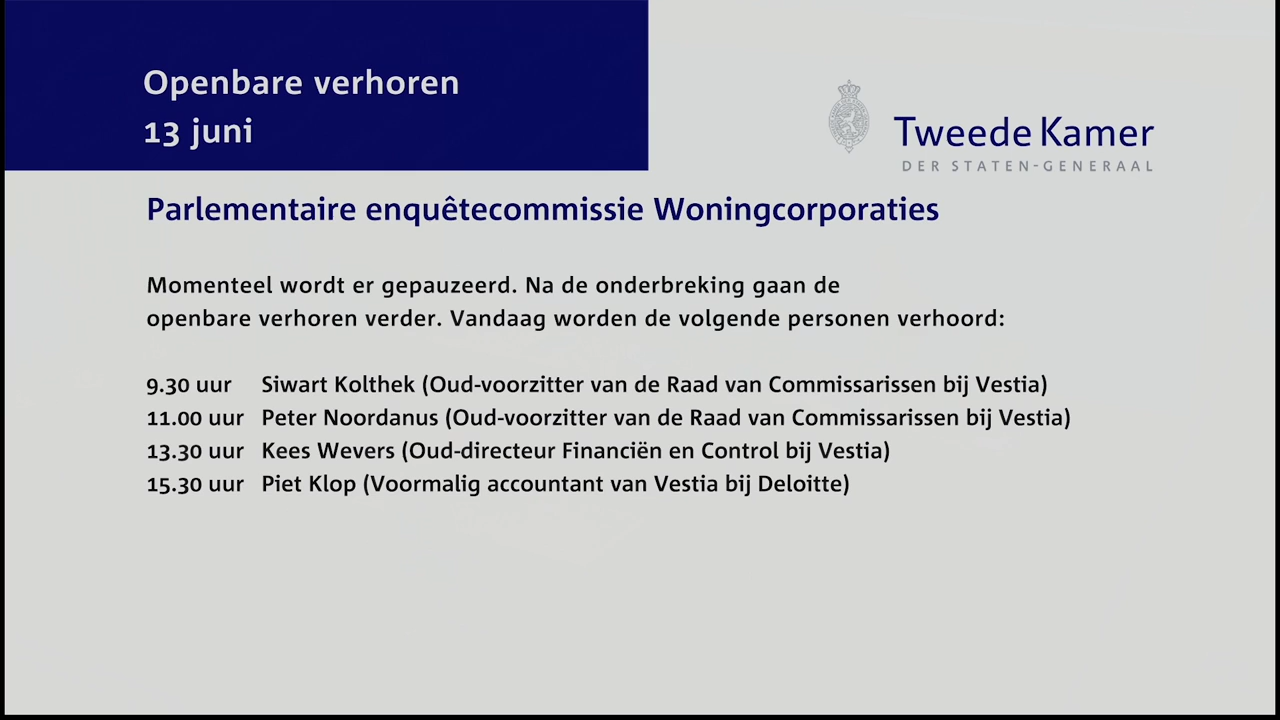 Openbare verhoren
13 juni
Tweede Kamer
DER STATEN-GENERAAL
Parlementaire enquêtecommissie Woningcorporaties
Momenteel wordt er gepauzeerd. Na de onderbreking gaan de
openbare verhoren verder. Vandaag worden de volgende personen verhoord:
9.30 uur Siwart Kolthek (Oud-voorzitter van de Raad van Commissarissen bij Vestia)
11.00 uur Peter Noordanus (Oud-voorzitter van de Raad van Commissarissen bij Vestia)
13.30 uur Kees Wevers (Oud-directeur Financiën en Control bij Vestia)
15.30 uur Piet Klop (Voormalig accountant van Vestia bij Deloitte)